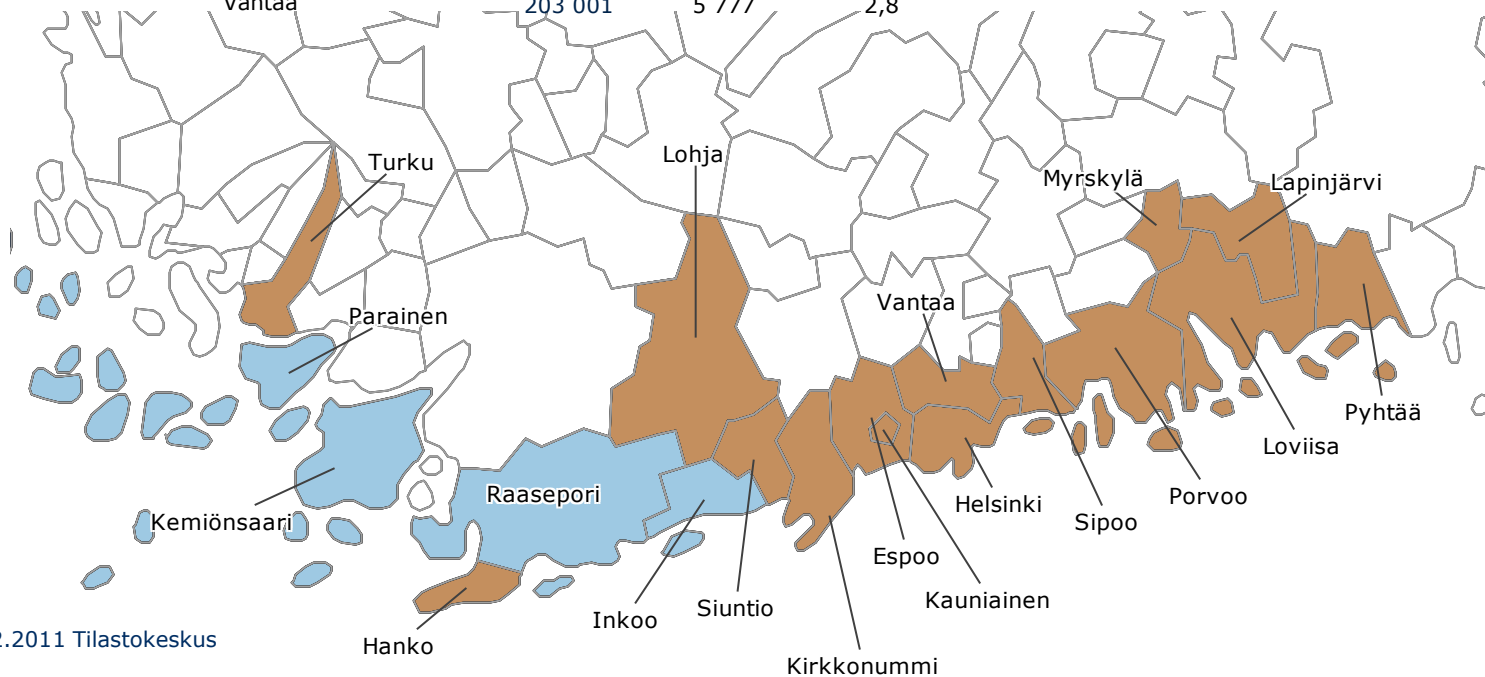 Vantaa 203 001 5 777 2,8
Turku
Lohja
Myrskylä
Lapinjärvi
Parainen
Vantaa
Pyhtää
Loviisa
Raasepori
Porvoo
Helsinki
Sipoo
Kemiönsaari
Espoo
Kauniainen
Siuntio
Inkoo
2.2011 Tilastokeskus
Hanko
Kirkkonummi